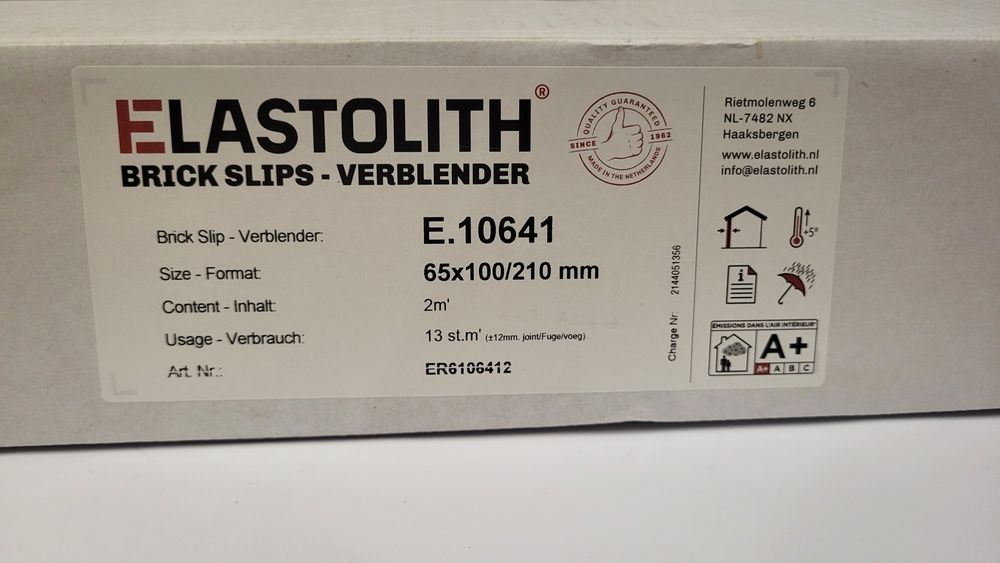 ELASTOLITH®
BRICK SLIPS - VERBLENDER
QUALITY GUARANTEED
SINCE 1962
MADE IN THE NETHERLANDS
Brick Slip - Verblender: E.10641
Size - Format: 65x100/210 mm
Content - Inhalt: 2m'
Usage - Verbrauch: 13 st.m' (±12mm. joint/Fuge/voeg)
Art. Nr.: ER6106412
Charge Nr: 2144051356
Rietmolenweg 6
NL-7482 NX
Haaksbergen
www.elastolith.nl
info@elastolith.nl
+5°
i
ÉMISSIONS DANS L'AIR INTÉRIEUR*
A+
A+ A B C